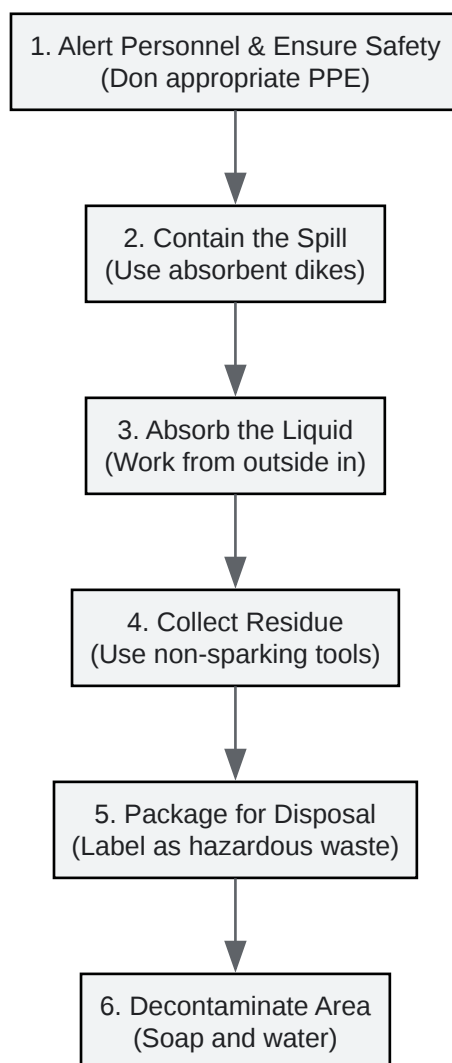 1. Alert Personnel & Ensure Safety
(Don appropriate PPE)
2. Contain the Spill
(Use absorbent dikes)
3. Absorb the Liquid
(Work from outside in)
4. Collect Residue
(Use non-sparking tools)
5. Package for Disposal
(Label as hazardous waste)
6. Decontaminate Area
(Soap and water)